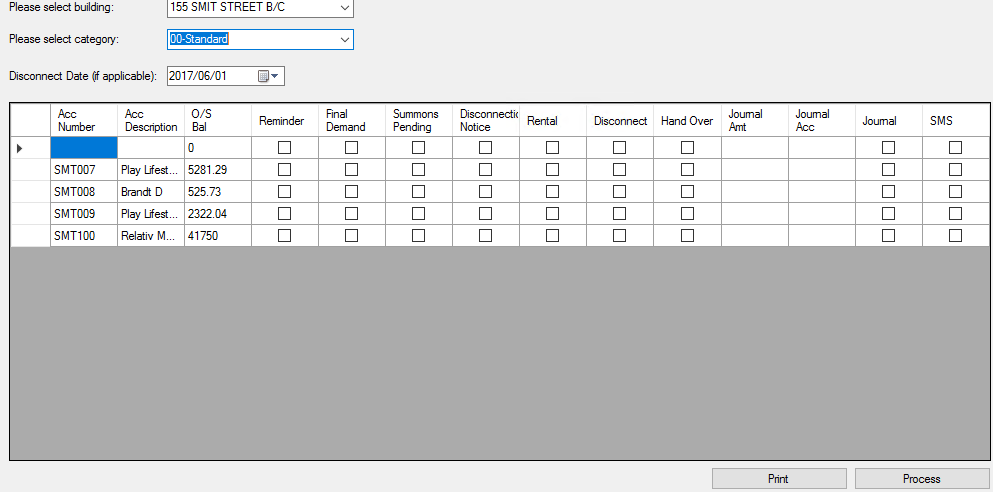 Please select building: 155 SMIT STREET B/C
Please select category: 00-Standard
Disconnect Date (if applicable): 2017/06/01
Acc Number Acc Description O/S Bal Reminder Final Demand Summons Pending Disconnectic Notice Rental Disconnect Hand Over Journal Amt Journal Acc Journal SMS
0
SMT007 Play Lifest... 5281.29
SMT008 Brandt D 525.73
SMT009 Play Lifest... 2322.04
SMT100 Relativ M... 41750
Print Process